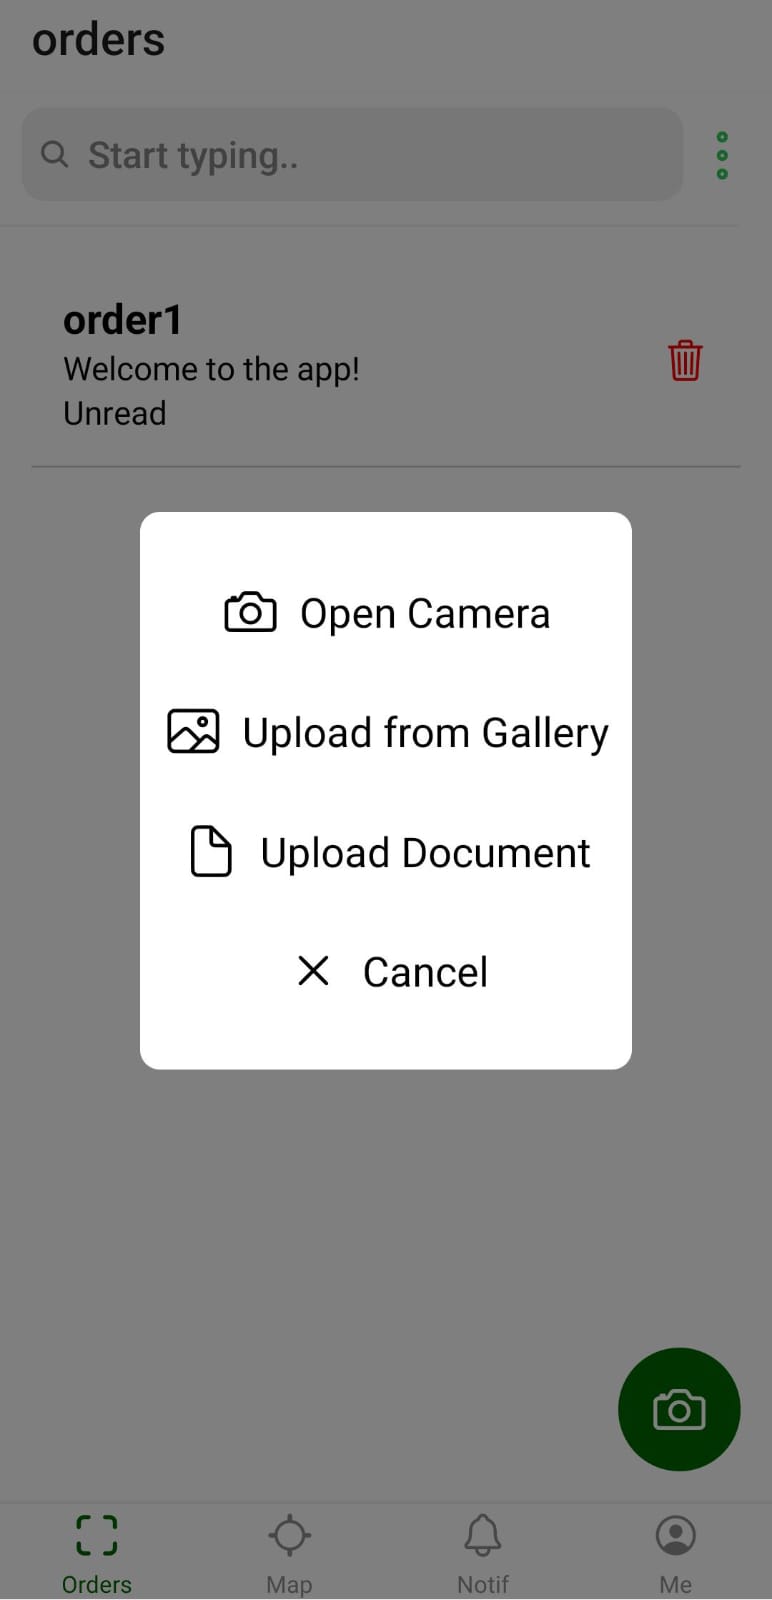 orders
Start typing..
order1
Welcome to the app!
Unread
Open Camera
Upload from Gallery
Upload Document
Cancel
Orders
Map
Notif
Me